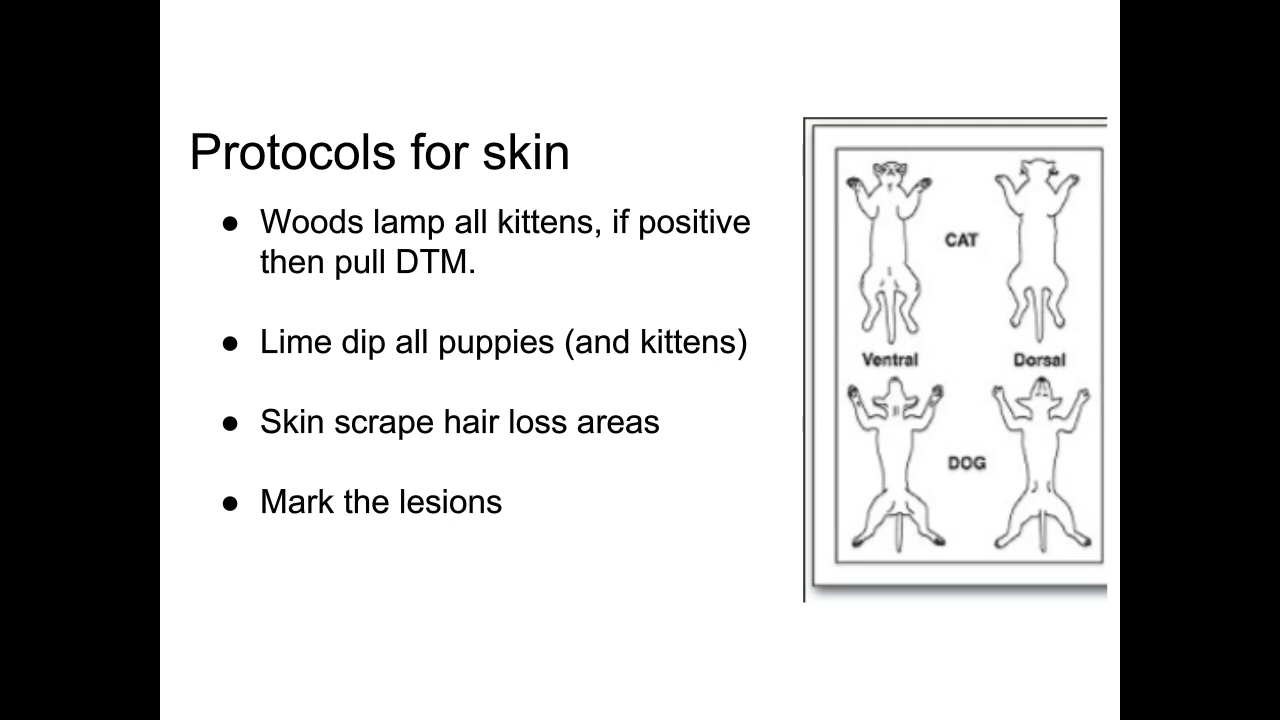 Protocols for skin
● Woods lamp all kittens, if positive
then pull DTM.
● Lime dip all puppies (and kittens)
● Skin scrape hair loss areas
● Mark the lesions
CAT
Ventral Dorsal
DOG